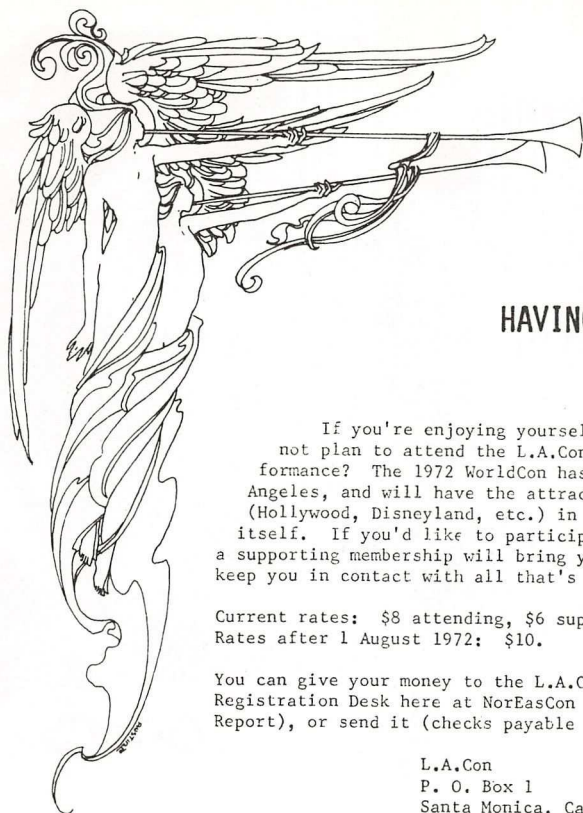 HAVING
If you're enjoying yourself
not plan to attend the L.A.Con
formance? The 1972 WorldCon has
Angeles, and will have the attrac
(Hollywood, Disneyland, etc.) in
itself. If you'd like to particip
a supporting membership will bring y
keep you in contact with all that's
Current rates: $8 attending, $6 sup
Rates after 1 August 1972: $10.
You can give your money to the L.A.C
Registration Desk here at NorEasCon
Report), or send it (checks payable
L.A.Con
P. O. Box 1
Santa Monica, Ca